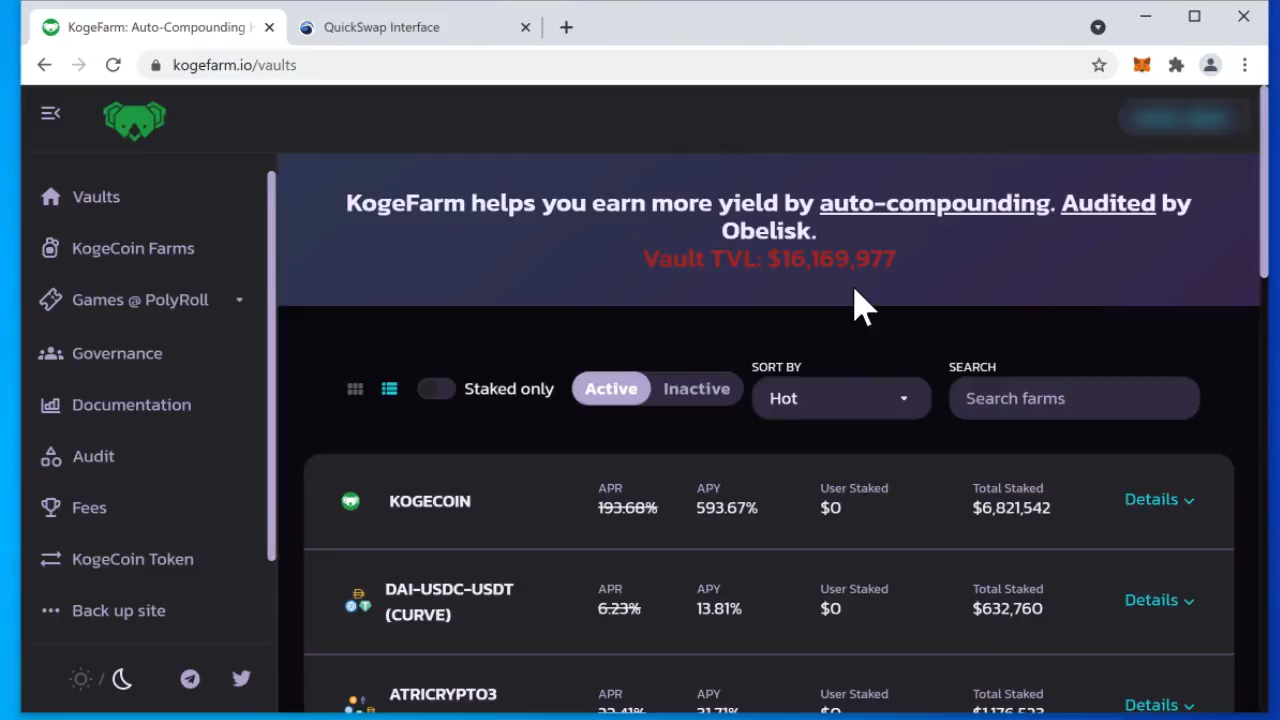 KogeFarm: Auto-Compounding
QuickSwap Interface
kogefarm.io/vaults
Vaults
KogeCoin Farms
Games @ PolyRoll
Governance
Documentation
Audit
Fees
KogeCoin Token
Back up site
/
KogeFarm helps you earn more yield by auto-compounding. Audited by
Obelisk.
Vault TVL: $16,169,977
Staked only
Active
Inactive
SORT BY
Hot
SEARCH
Search farms
KOGECOIN
APR
193.68%
APY
593.67%
User Staked
$0
Total Staked
$6,821,542
Details
DAI-USDC-USDT
(CURVE)
APR
6.23%
APY
13.81%
User Staked
$0
Total Staked
$632,760
Details
ATRICRYPTO3
APR
APY
User Staked
$0
Total Staked
Details